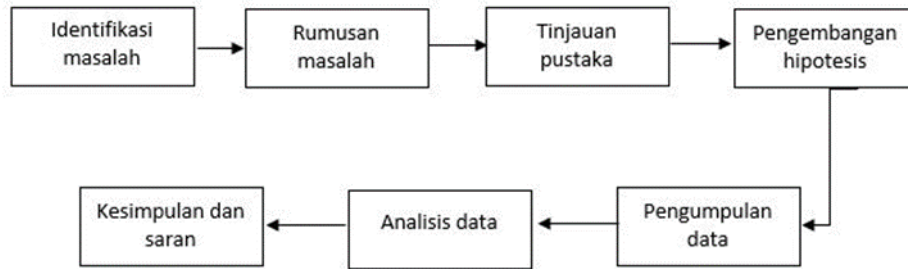 Identifikasi
masalah
Rumusan
masalah
Tinjauan
pustaka
Pengembangan
hipotesis
Pengumpulan
data
Analisis data
Kesimpulan dan
saran